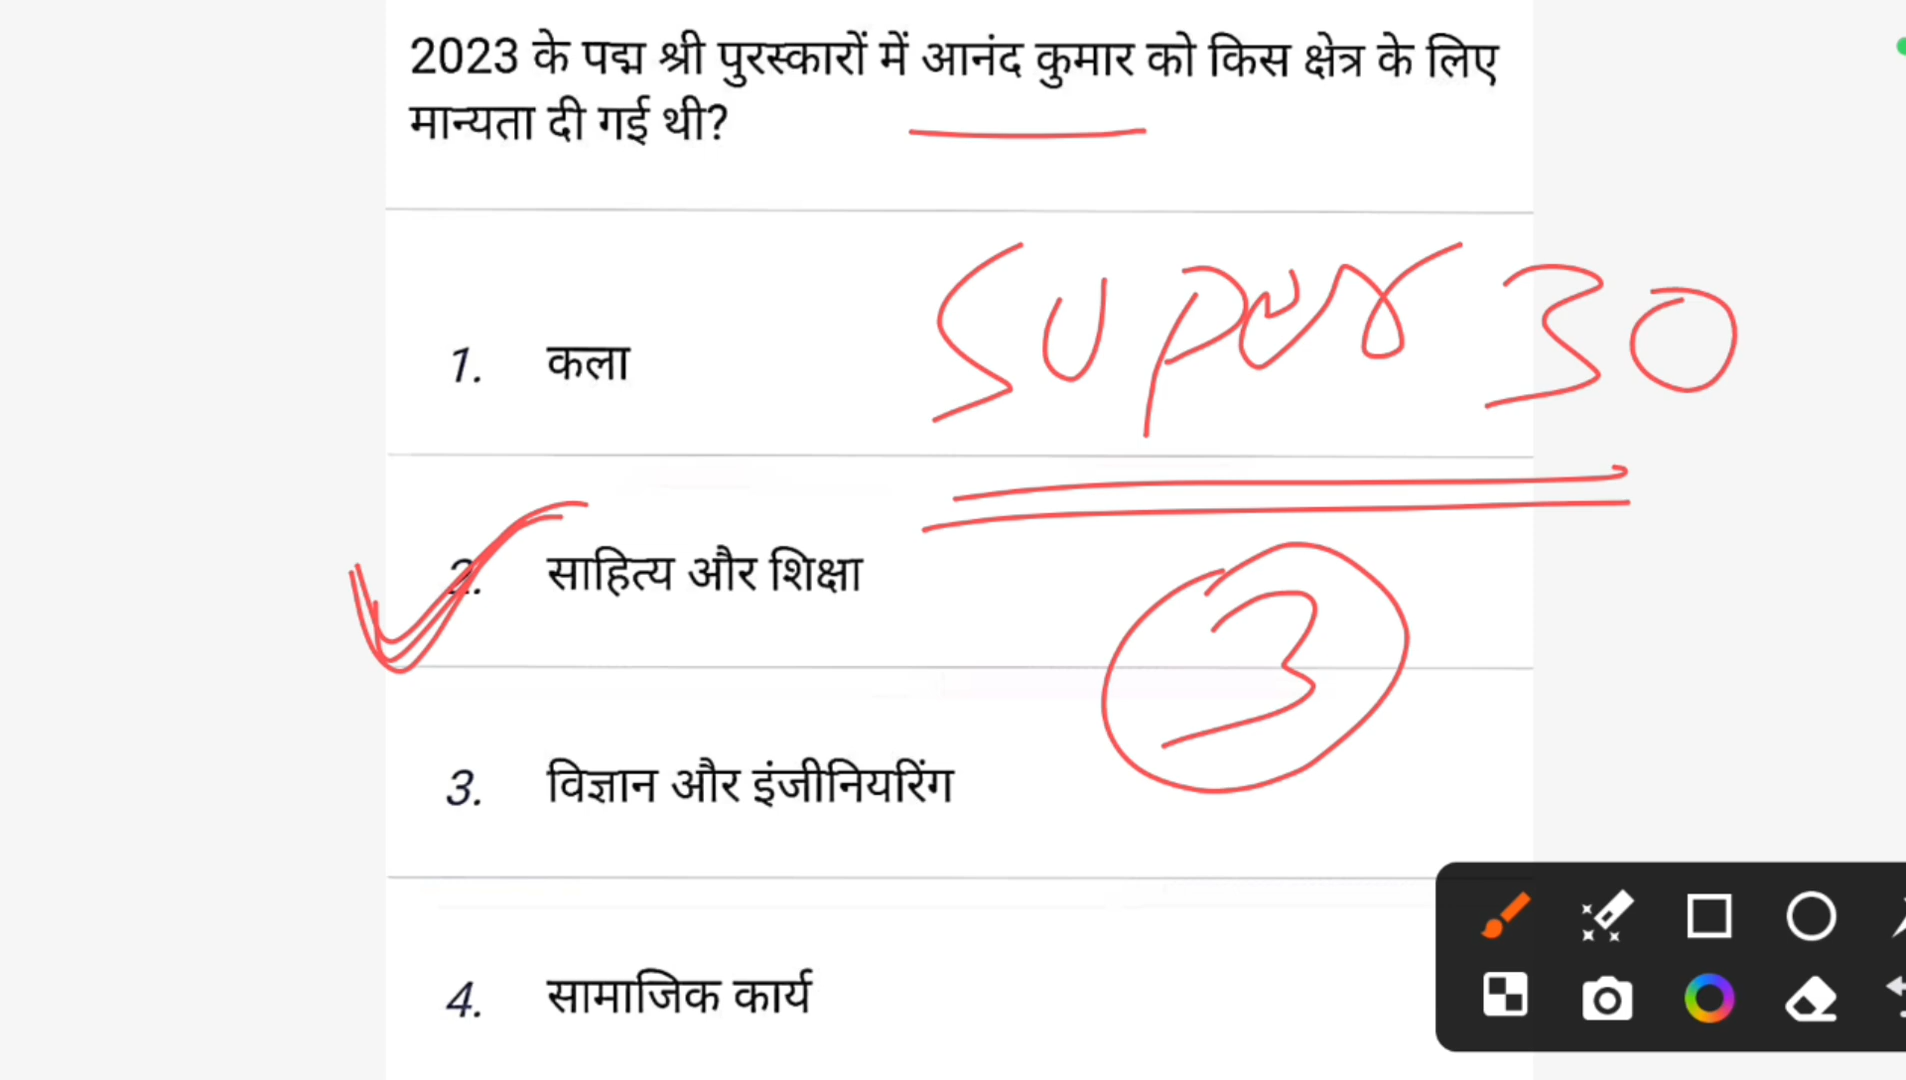 2023 के पद्म श्री पुरस्कारों में आनंद कुमार को किस क्षेत्र के लिए
मान्यता दी गई थी?
1. कला
Super 30
2. साहित्य और शिक्षा
3
3. विज्ञान और इंजीनियरिंग
4. सामाजिक कार्य